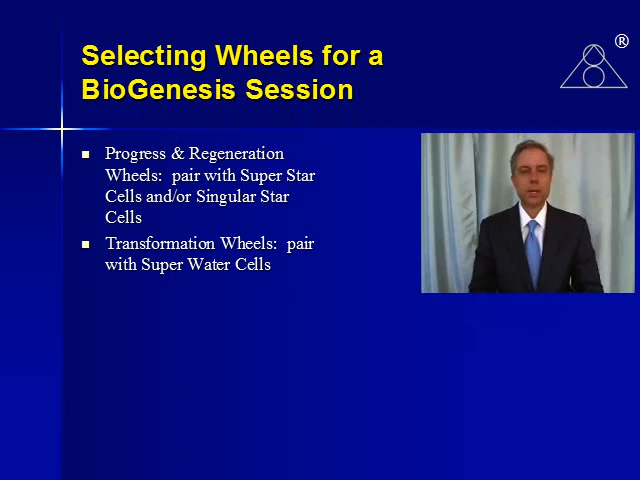 Selecting Wheels for a
BioGenesis Session
®
Progress & Regeneration
Wheels: pair with Super Star
Cells and/or Singular Star
Cells
Transformation Wheels: pair
with Super Water Cells